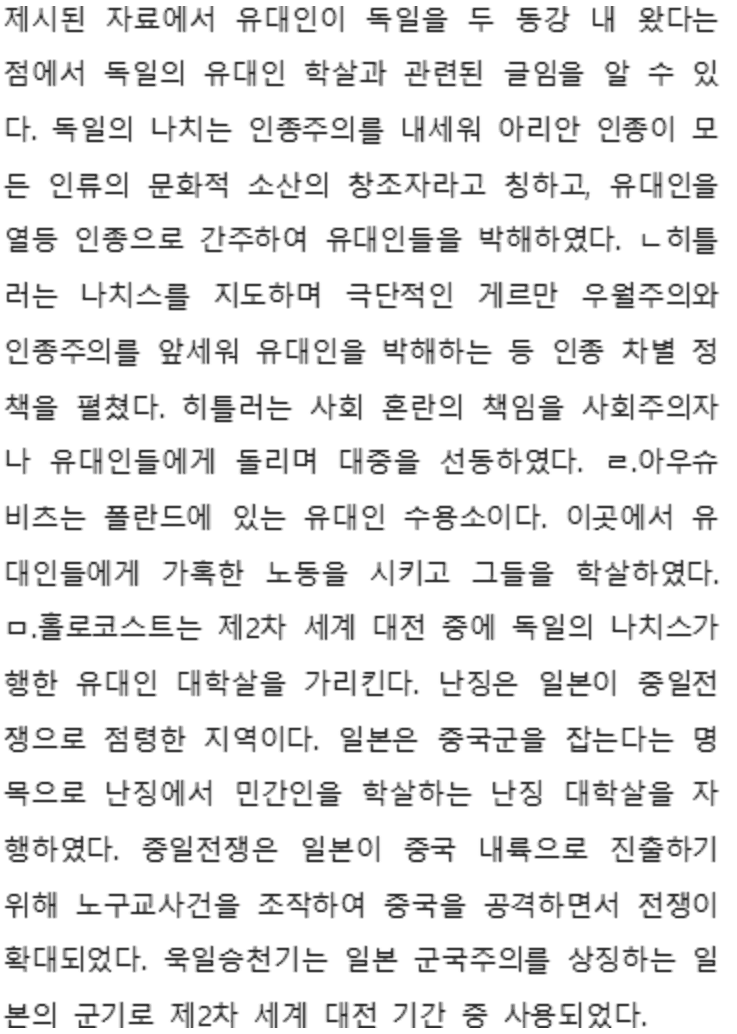 제시된 자료에서 유대인이 독일을 두 동강 내 왔다는
점에서 독일의 유대인 학살과 관련된 글임을 알 수 있
다. 독일의 나치는 인종주의를 내세워 아리안 인종이 모
든 인류의 문화적 소산의 창조자라고 칭하고, 유대인을
열등 인종으로 간주하여 유대인들을 박해하였다. ㄴ히틀
러는 나치스를 지도하며 극단적인 게르만 우월주의와
인종주의를 앞세워 유대인을 박해하는 등 인종 차별 정
책을 펼쳤다. 히틀러는 사회 혼란의 책임을 사회주의자
나 유대인들에게 돌리며 대중을 선동하였다. ㄹ.아우슈
비츠는 폴란드에 있는 유대인 수용소이다. 이곳에서 유
대인들에게 가혹한 노동을 시키고 그들을 학살하였다.
ㅁ.홀로코스트는 제2차 세계 대전 중에 독일의 나치스가
행한 유대인 대학살을 가리킨다. 난징은 일본이 중일전
쟁으로 점령한 지역이다. 일본은 중국군을 잡는다는 명
목으로 난징에서 민간인을 학살하는 난징 대학살을 자
행하였다. 중일전쟁은 일본이 중국 내륙으로 진출하기
위해 노구교사건을 조작하여 중국을 공격하면서 전쟁이
확대되었다. 욱일승천기는 일본 군국주의를 상징하는 일
본의 군기로 제2차 세계 대전 기간 중 사용되었다.